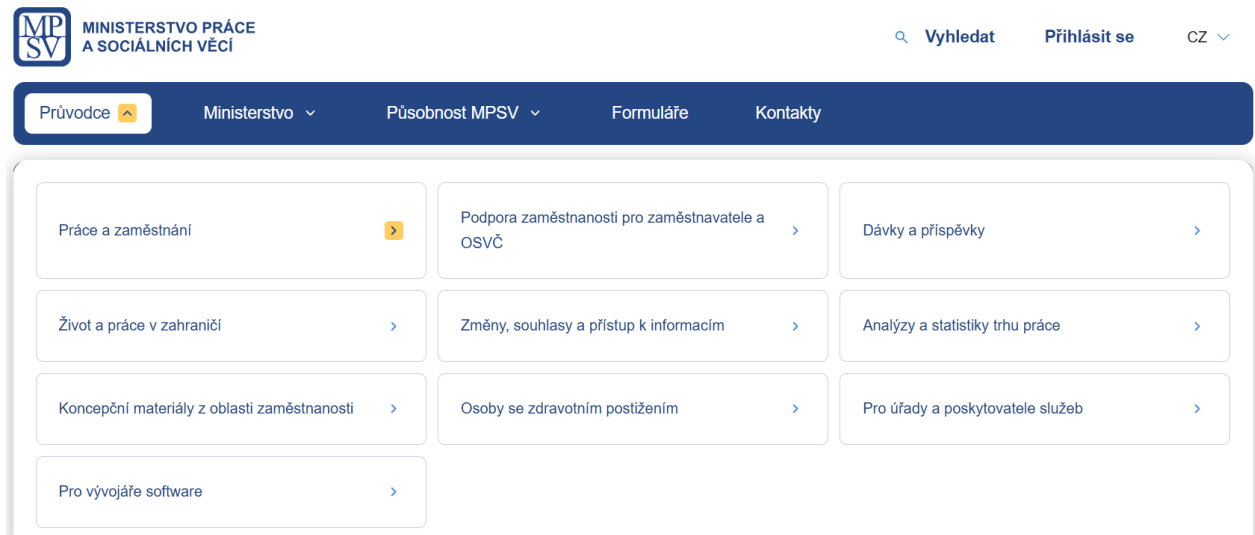 MP
SV
MINISTERSTVO PRÁCE
A SOCIÁLNÍCH VĚCÍ
Vyhledat
Přihlásit se
CZ
Průvodce
Ministerstvo
Působnost MPSV
Formuláře
Kontakty
Práce a zaměstnání
Podpora zaměstnanosti pro zaměstnavatele a
OSVČ
Dávky a příspěvky
Život a práce v zahraničí
Změny, souhlasy a přístup k informacím
Analýzy a statistiky trhu práce
Koncepční materiály z oblasti zaměstnanosti
Osoby se zdravotním postižením
Pro úřady a poskytovatele služeb
Pro vývojáře software